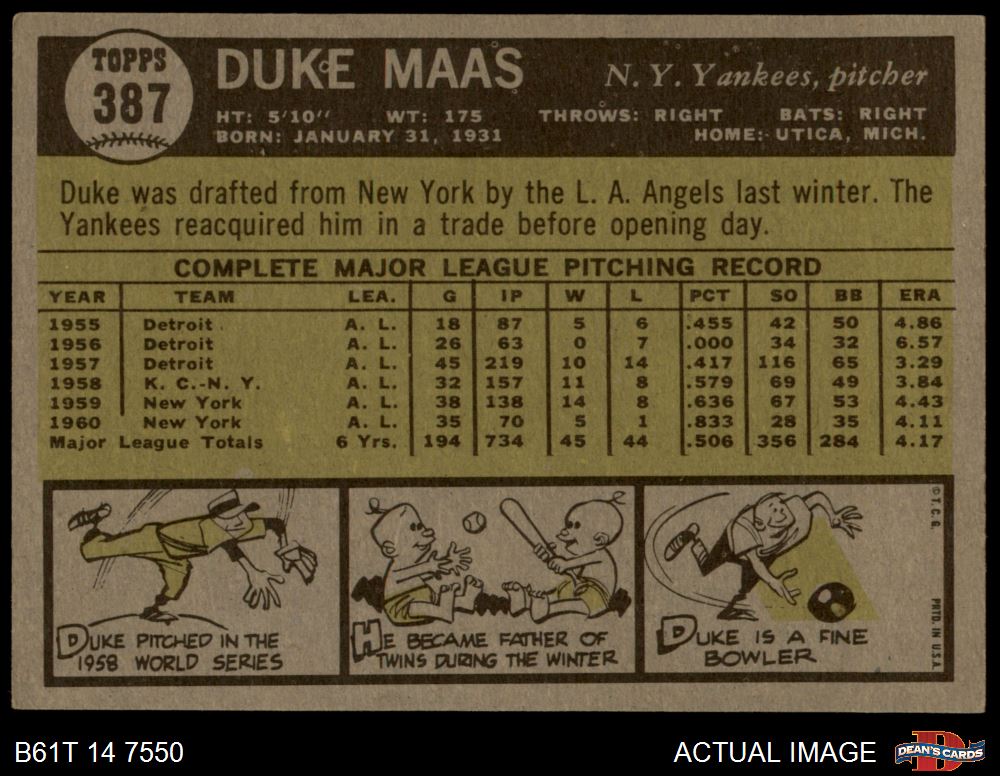 TOPPS
387
DUKE MAAS
N. Y. Yankees, pitcher
HT: 5'10" WT: 175 THROWS: RIGHT BATS: RIGHT
BORN: JANUARY 31, 1931 HOME: UTICA, MICH.
Duke was drafted from New York by the L. A. Angels last winter. The
Yankees reacquired him in a trade before opening day.
COMPLETE MAJOR LEAGUE PITCHING RECORD
YEAR TEAM LEA. G IP W L PCT SO BB ERA
1955 Detroit A. L. 18 87 5 6 .455 42 50 4.86
1956 Detroit A. L. 26 63 0 7 .000 34 32 6.57
1957 Detroit A. L. 45 219 10 14 .417 116 65 3.29
1958 K. C.-N. Y. A. L. 32 157 11 8 .579 69 49 3.84
1959 New York A. L. 38 138 14 8 .636 67 53 4.43
1960 New York A. L. 35 70 5 1 .833 28 35 4.11
Major League Totals 6 Yrs. 194 734 45 44 .506 356 284 4.17
DUKE PITCHED IN THE
1958 WORLD SERIES
HE BECAME FATHER OF
TWINS DURING THE WINTER
DUKE IS A FINE
BOWLER
© T. C. G.
PRTD. IN U.S.A.
B61T 14 7550
ACTUAL IMAGE
D
DEAN'S CARDS